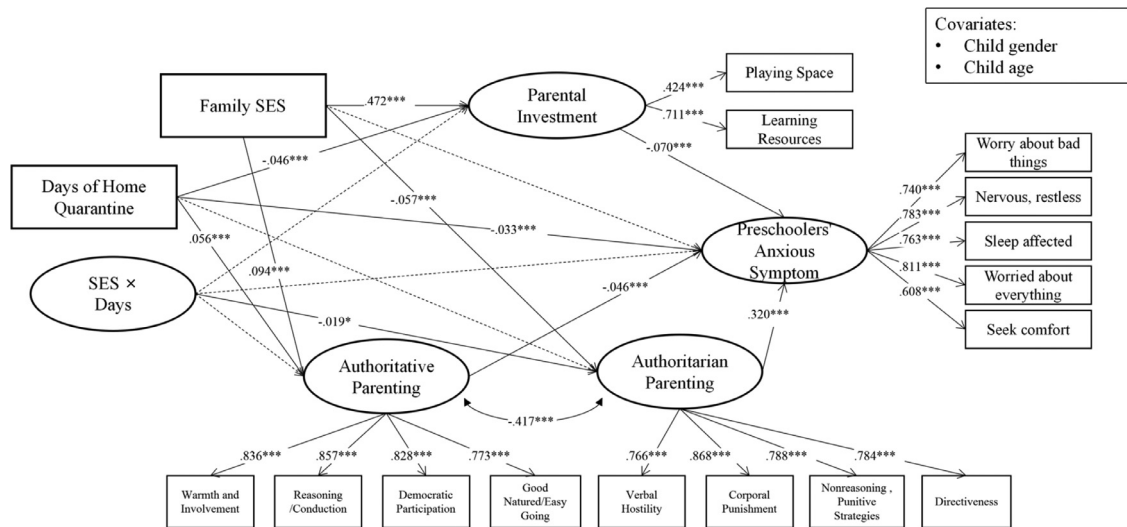 Covariates:
• Child gender
• Child age
Family SES
.472***
Parental
Investment
.424***
.711***
Playing Space
Learning
Resources
-.046***
-.070***
Days of Home
Quarantine
-.057***
-.033***
.056***
.094***
SES ×
Days
-.019*
-.046***
.320***
Preschoolers'
Anxious
Symptom
.740***
.783***
.763***
.811***
.608***
Worry about bad
things
Nervous, restless
Sleep affected
Worried about
everything
Seek comfort
Authoritative
Parenting
Authoritarian
Parenting
-.417***
.836***
.857***
.828***
.773***
.766***
.868***
.788***
.784***
Warmth and
Involvement
Reasoning
/Conduction
Democratic
Participation
Good
Natured/Easy
Going
Verbal
Hostility
Corporal
Punishment
Nonreasoning ,
Punitive
Strategies
Directiveness